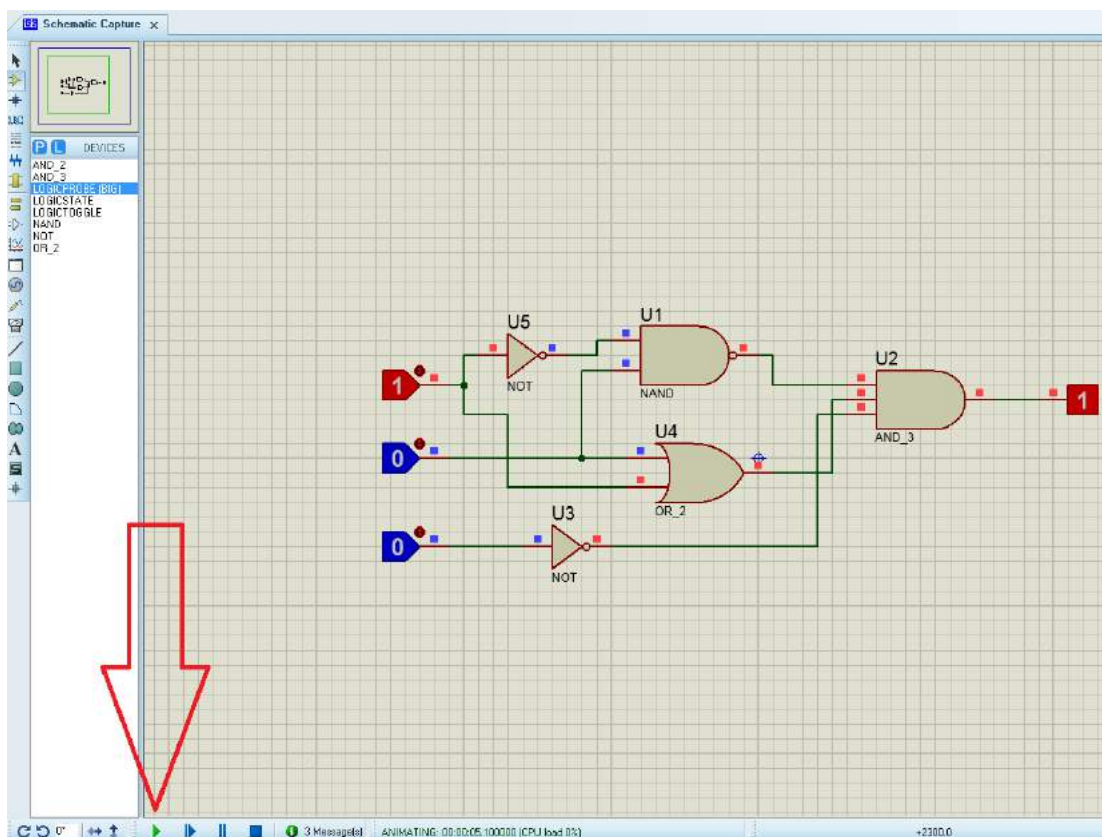 Schematic Capture x
P L DEVICES
AND_2
AND_3
LOGICPROBE (BIG)
LOGICSTATE
LOGICTOGGLE
NAND
NOT
OR_2
LBL
A
S
U5
NOT
U1
NAND
U2
AND_3
U4
OR_2
U3
NOT
1
0
0
1
0°
3 Message(s)
ANIMATING: 00:00:05.100000 (CPU load 0%)
+2300.0